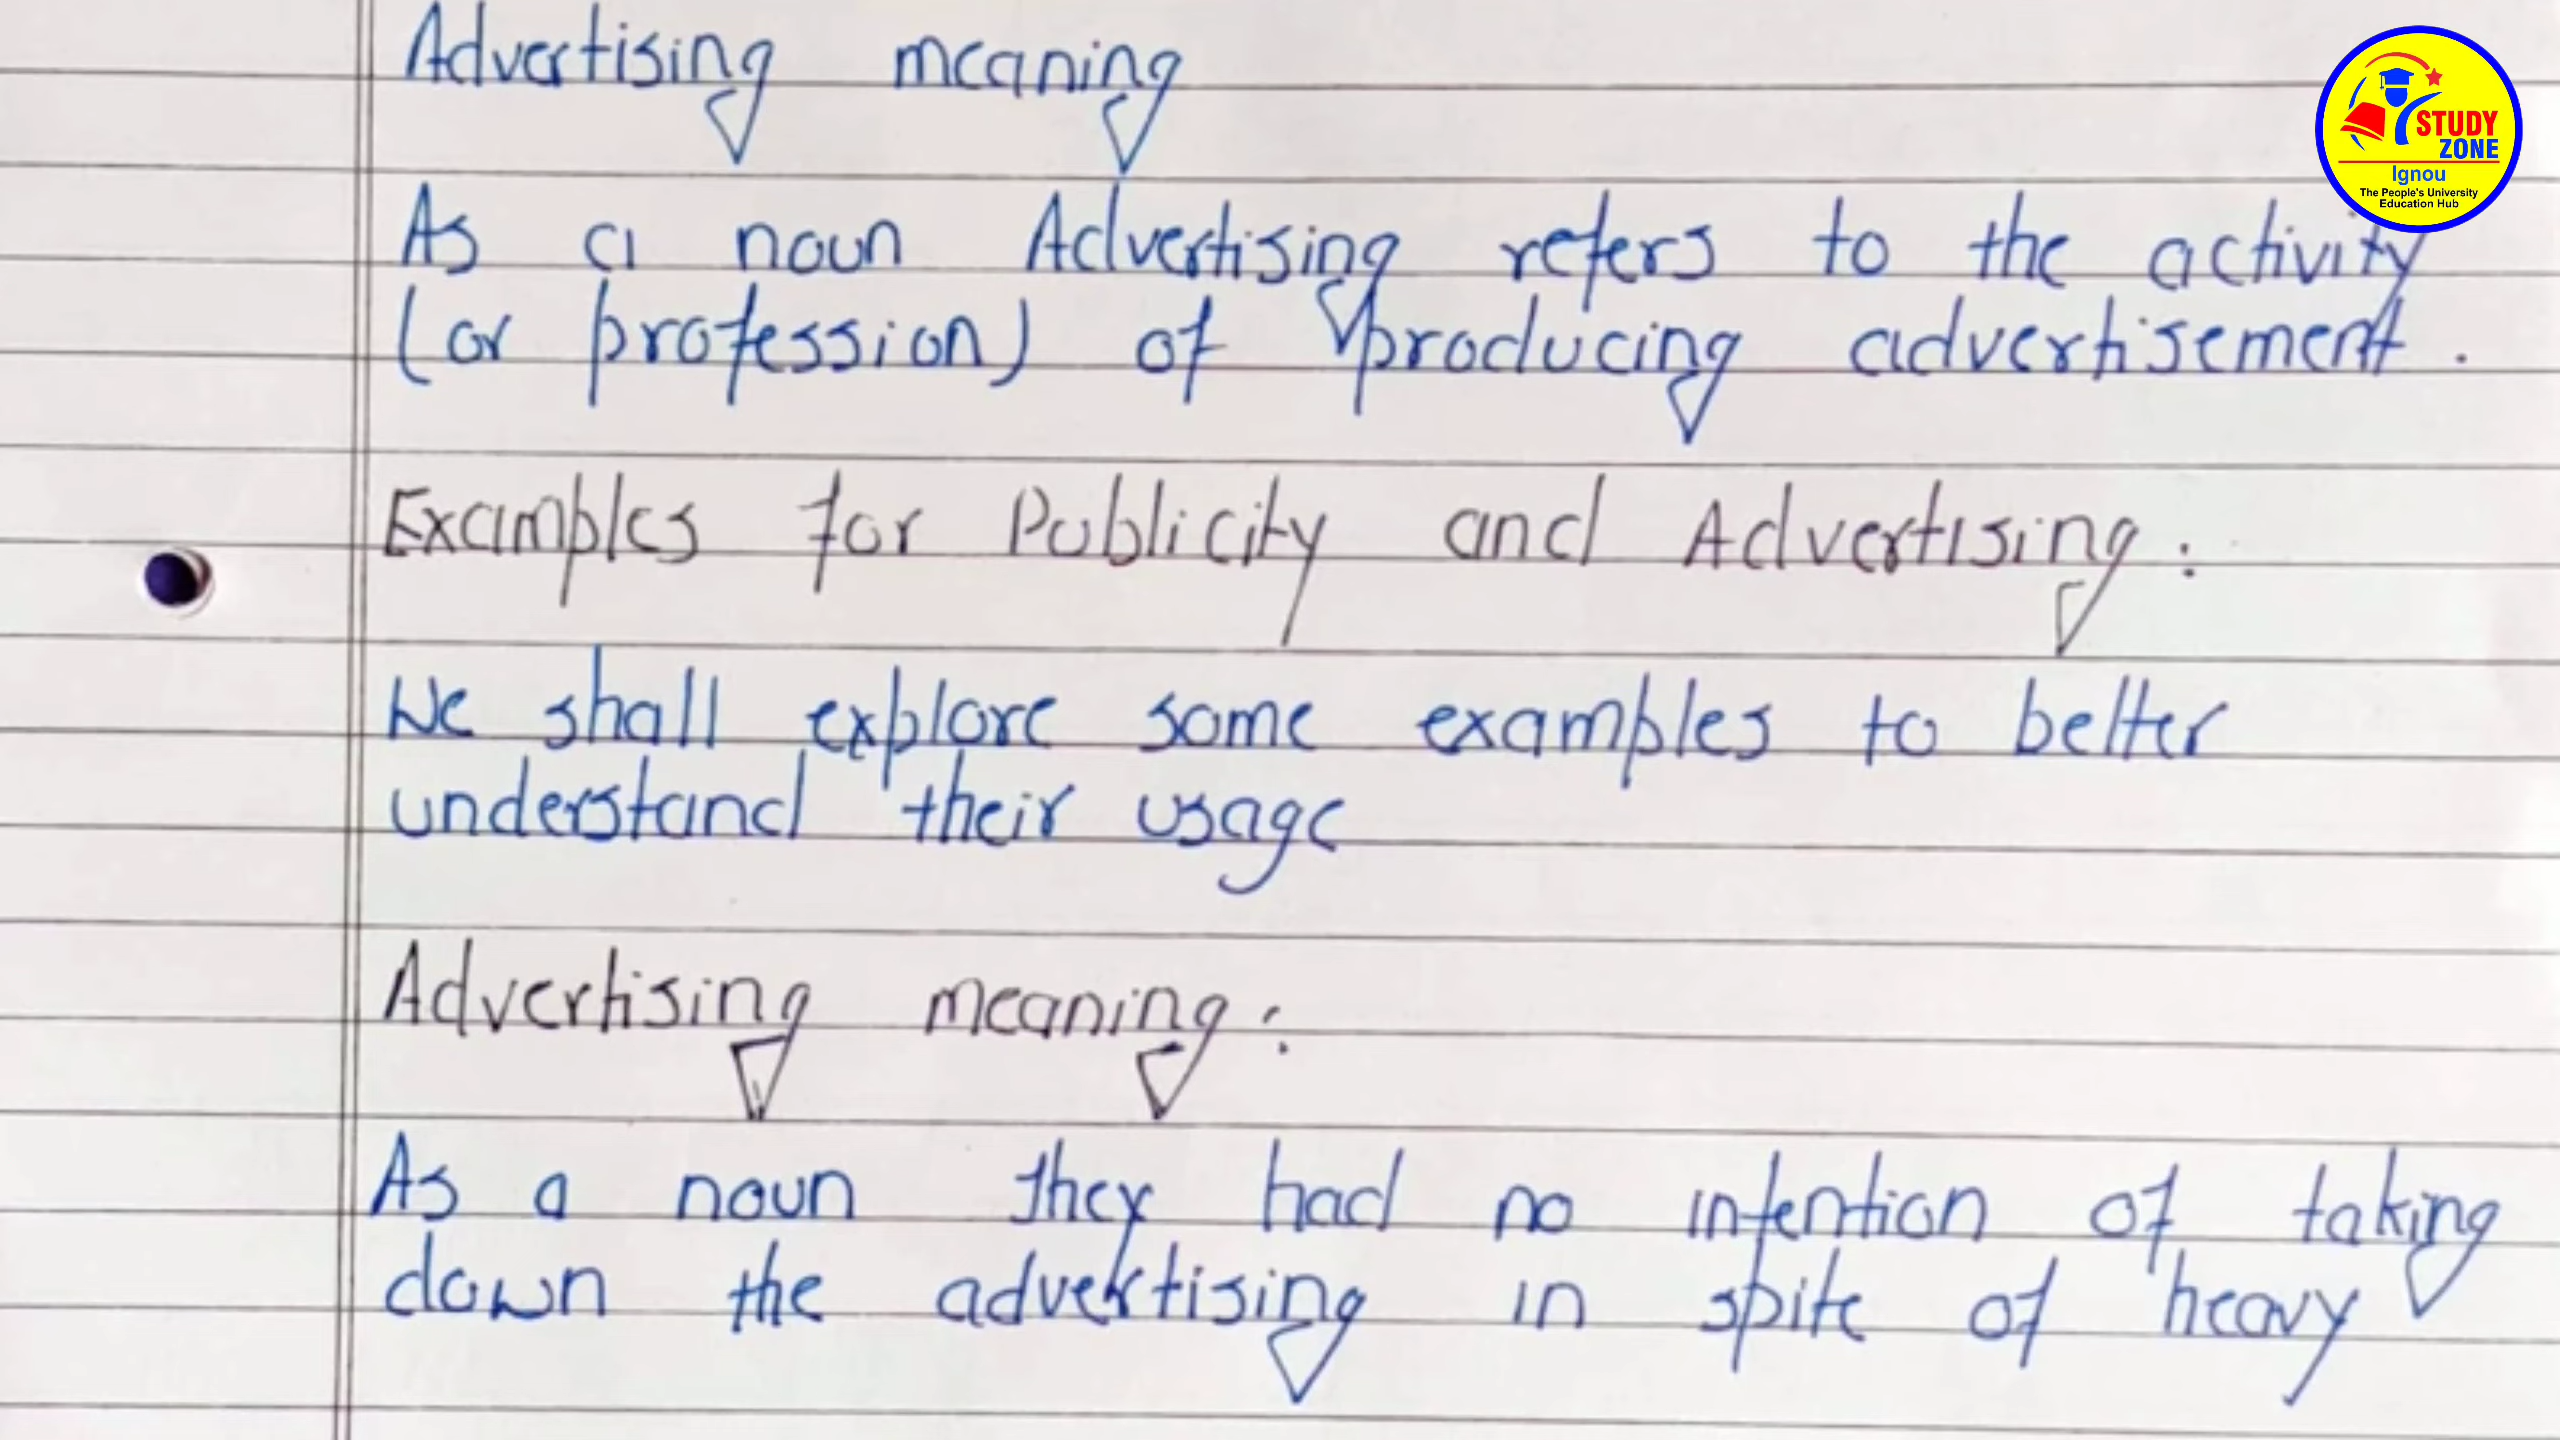 Advertising meaning
STUDY
ZONE
Ignou
The People's University
Education Hub
As a noun Advertising refers to the activity
(or profession) of producing advertisement.
Examples for Publicity and Advertising:
We shall explore some examples to better
understand their usage
Advertising meaning:
As a noun They had no intention of taking
down the advertising in spite of heavy